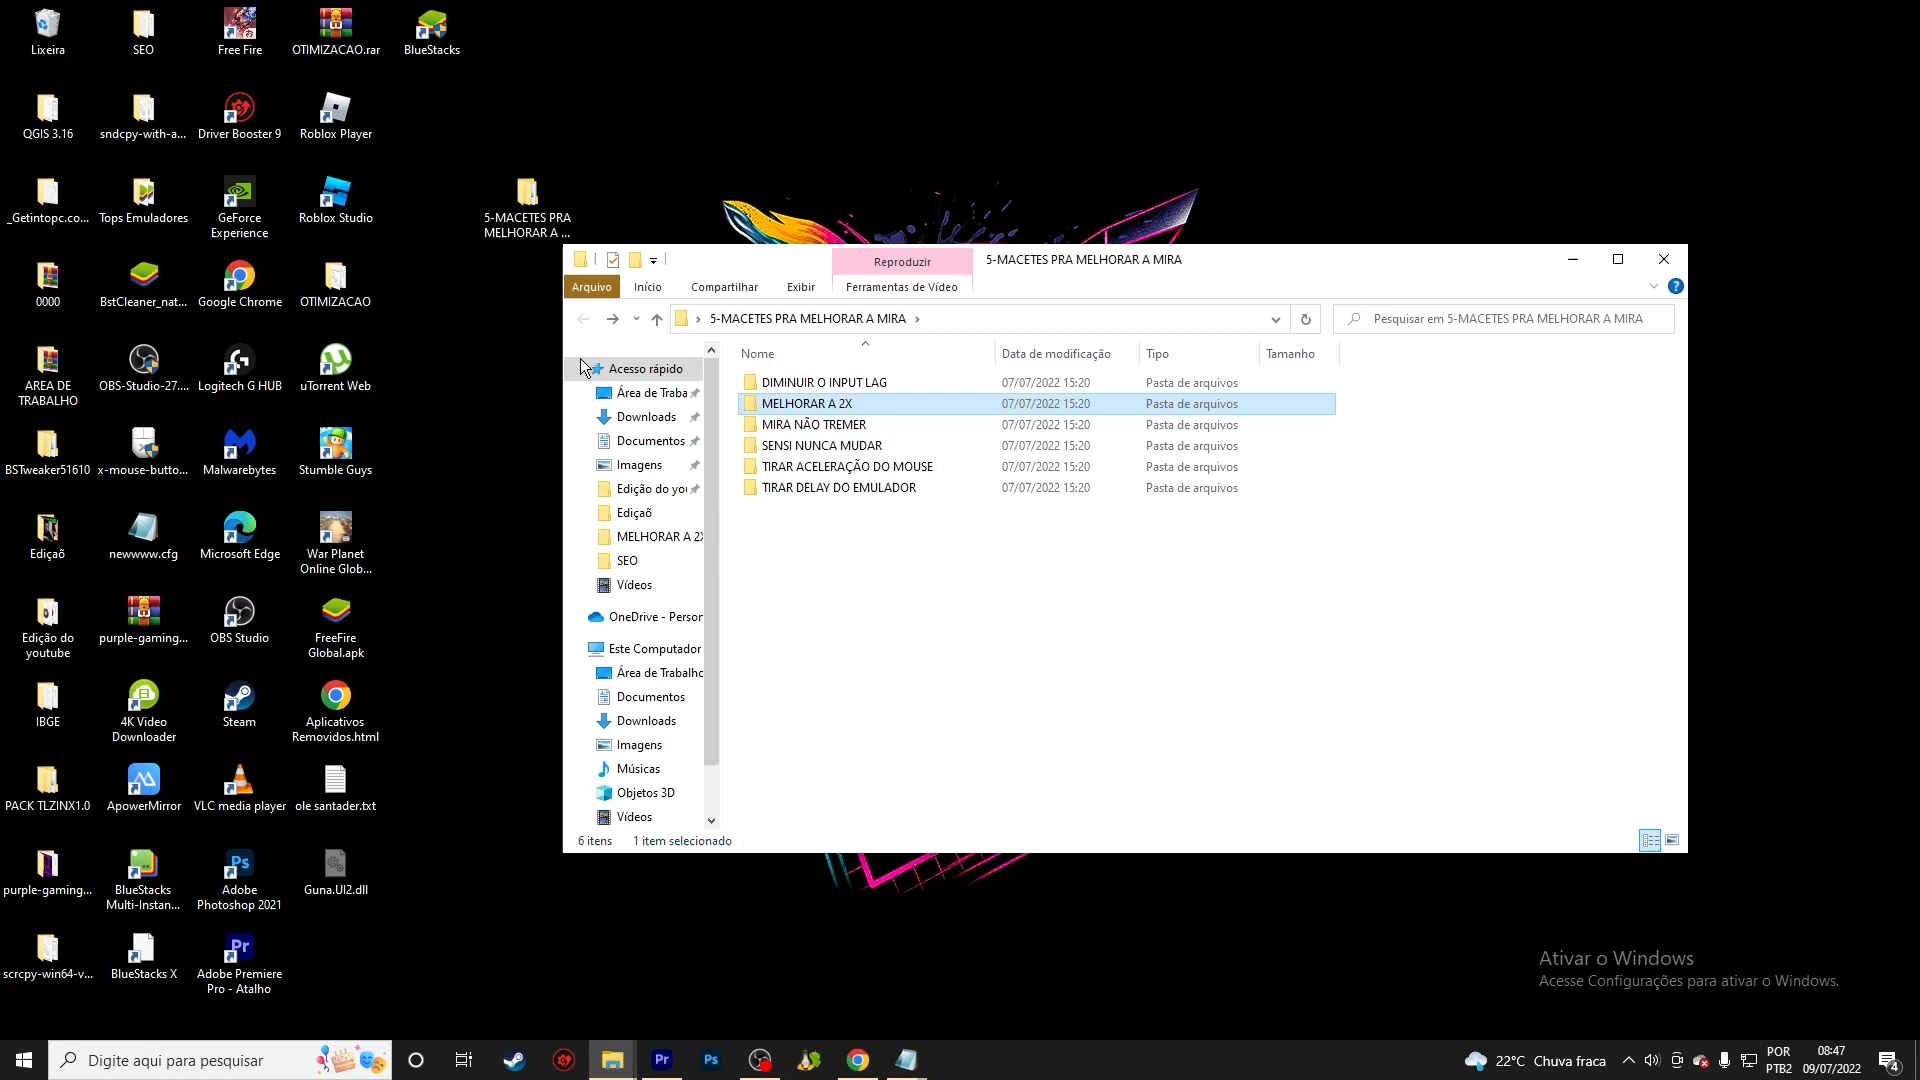 Lixeira
SEO
Free Fire
OTIMIZACAO.rar
BlueStacks
QGIS 3.16
sndcpy-with-a...
Driver Booster 9
Roblox Player
_Getintopc.co...
Tops Emuladores
GeForce
Experience
Roblox Studio
5-MACETES PRA
MELHORAR A ...
0000
BstCleaner_nat...
Google Chrome
OTIMIZACAO
AREA DE
TRABALHO
OBS-Studio-27....
Logitech G HUB
uTorrent Web
BSTweaker51610
x-mouse-butto...
Malwarebytes
Stumble Guys
Ediçaõ
newwww.cfg
Microsoft Edge
War Planet
Online Glob...
Edição do
youtube
purple-gaming...
OBS Studio
FreeFire
Global.apk
IBGE
4K Video
Downloader
Steam
Aplicativos
Removidos.html
PACK TLZINX1.0
ApowerMirror
VLC media player
ole santader.txt
purple-gaming...
BlueStacks
Multi-Instan...
Adobe
Photoshop 2021
Guna.UI2.dll
scrcpy-win64-v...
BlueStacks X
Adobe Premiere
Pro - Atalho
Reproduzir
5-MACETES PRA MELHORAR A MIRA
Arquivo
Início
Compartilhar
Exibir
Ferramentas de Vídeo
5-MACETES PRA MELHORAR A MIRA
Pesquisar em 5-MACETES PRA MELHORAR A MIRA
Acesso rápido
Área de Traba
Downloads
Documentos
Imagens
Edição do you
Ediçaõ
MELHORAR A 2X
SEO
Vídeos
OneDrive - Person
Este Computador
Área de Trabalho
Documentos
Downloads
Imagens
Músicas
Objetos 3D
Vídeos
Nome
Data de modificação
Tipo
Tamanho
DIMINUIR O INPUT LAG 07/07/2022 15:20 Pasta de arquivos
MELHORAR A 2X 07/07/2022 15:20 Pasta de arquivos
MIRA NÃO TREMER 07/07/2022 15:20 Pasta de arquivos
SENSI NUNCA MUDAR 07/07/2022 15:20 Pasta de arquivos
TIRAR ACELERAÇÃO DO MOUSE 07/07/2022 15:20 Pasta de arquivos
TIRAR DELAY DO EMULADOR 07/07/2022 15:20 Pasta de arquivos
6 itens
1 item selecionado
Ativar o Windows
Acesse Configurações para ativar o Windows.
Digite aqui para pesquisar
Pr
Ps
22°C Chuva fraca
POR
PTB2
08:47
09/07/2022
4